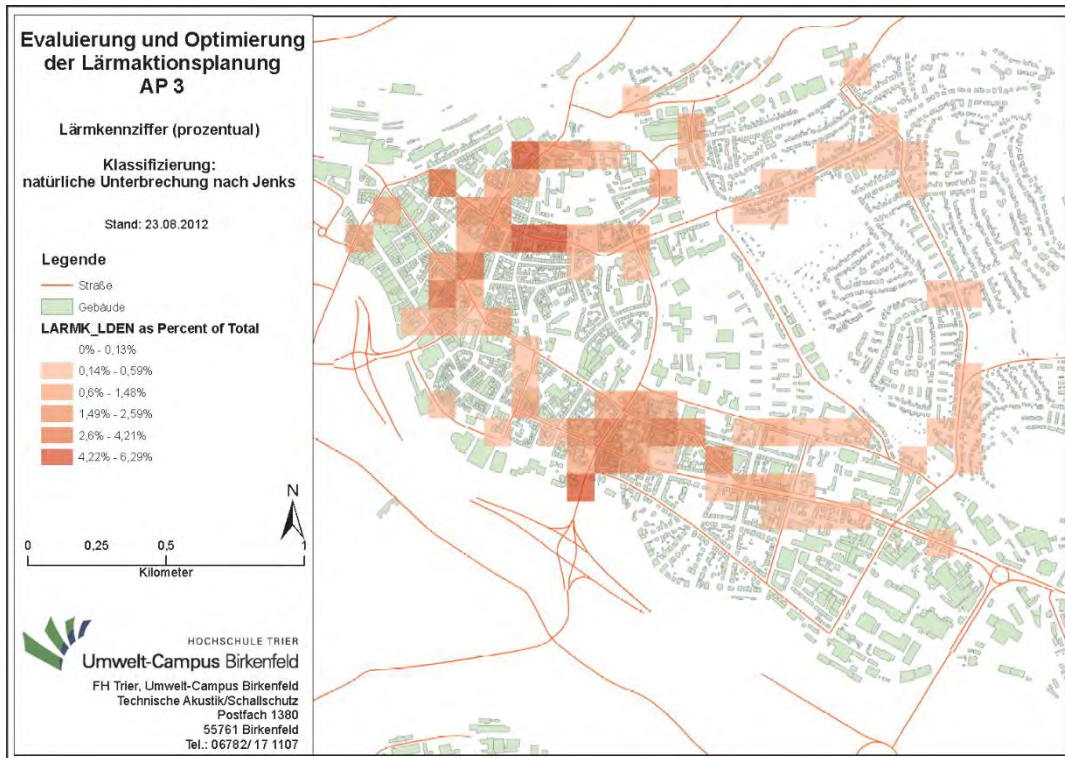 Evaluierung und Optimierung
der Lärmaktionsplanung
AP 3
Lärmkennziffer (prozentual)
Klassifizierung:
natürliche Unterbrechung nach Jenks
Stand: 23.08.2012
Legende
Straße
Gebäude
LARMK_LDEN as Percent of Total
0% - 0,13%
0,14% - 0,59%
0,6% - 1,48%
1,49% - 2,59%
2,6% - 4,21%
4,22% - 6,29%
N
0 0,25 0,5 1
Kilometer
HOCHSCHULE TRIER
Umwelt-Campus Birkenfeld
FH Trier, Umwelt-Campus Birkenfeld
Technische Akustik/Schallschutz
Postfach 1380
55761 Birkenfeld
Tel.: 06782/ 17 1107